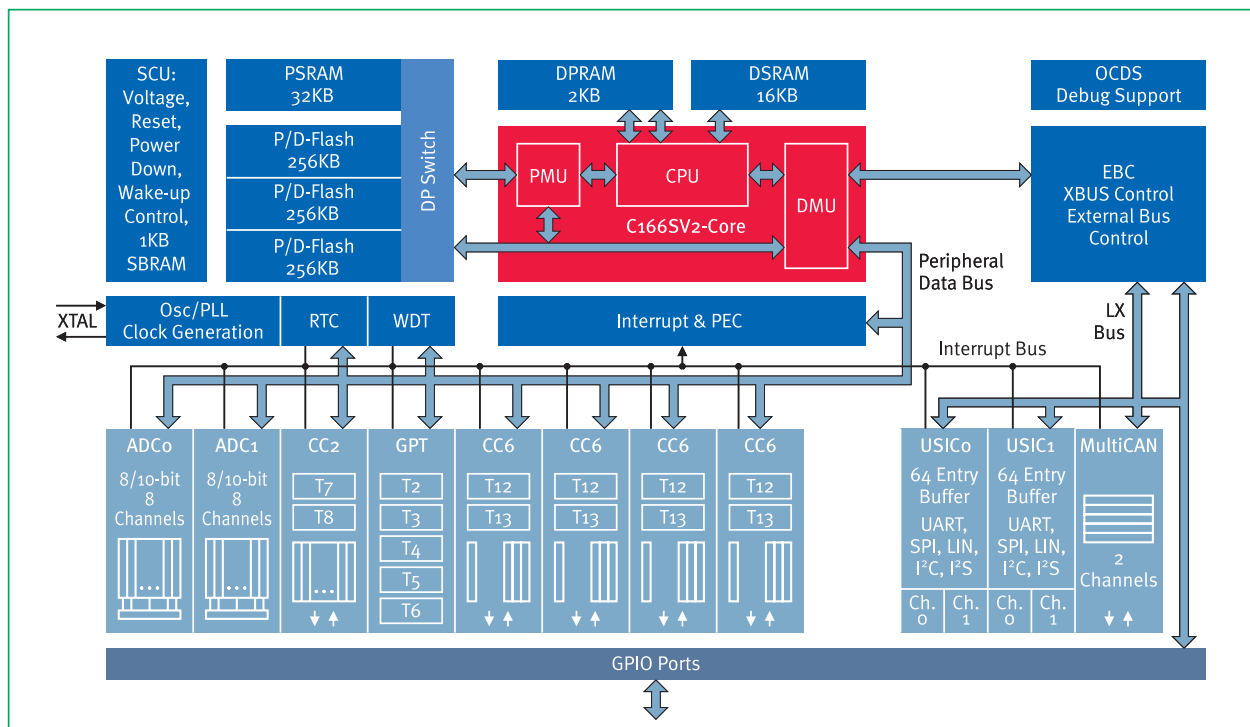 SCU:
Voltage,
Reset,
Power
Down,
Wake-up
Control,
1KB
SBRAM
PSRAM
32KB
P/D-Flash
256KB
P/D-Flash
256KB
P/D-Flash
256KB
DP Switch
DPRAM
2KB
DSRAM
16KB
PMU
CPU
DMU
C166SV2-Core
OCDS
Debug Support
EBC
XBUS Control
External Bus
Control
Peripheral
Data Bus
LX
Bus
XTAL
Osc/PLL
Clock Generation
RTC
WDT
Interrupt & PEC
Interrupt Bus
ADC0
8/10-bit
8
Channels
ADC1
8/10-bit
8
Channels
CC2
T7
T8
GPT
T2
T3
T4
T5
T6
CC6
T12
T13
CC6
T12
T13
CC6
T12
T13
CC6
T12
T13
USIC0
64 Entry
Buffer
UART,
SPI, LIN,
I²C, I²S
Ch.
0
Ch.
1
USIC1
64 Entry
Buffer
UART,
SPI, LIN,
I²C, I²S
Ch.
0
Ch.
1
MultiCAN
2
Channels
GPIO Ports